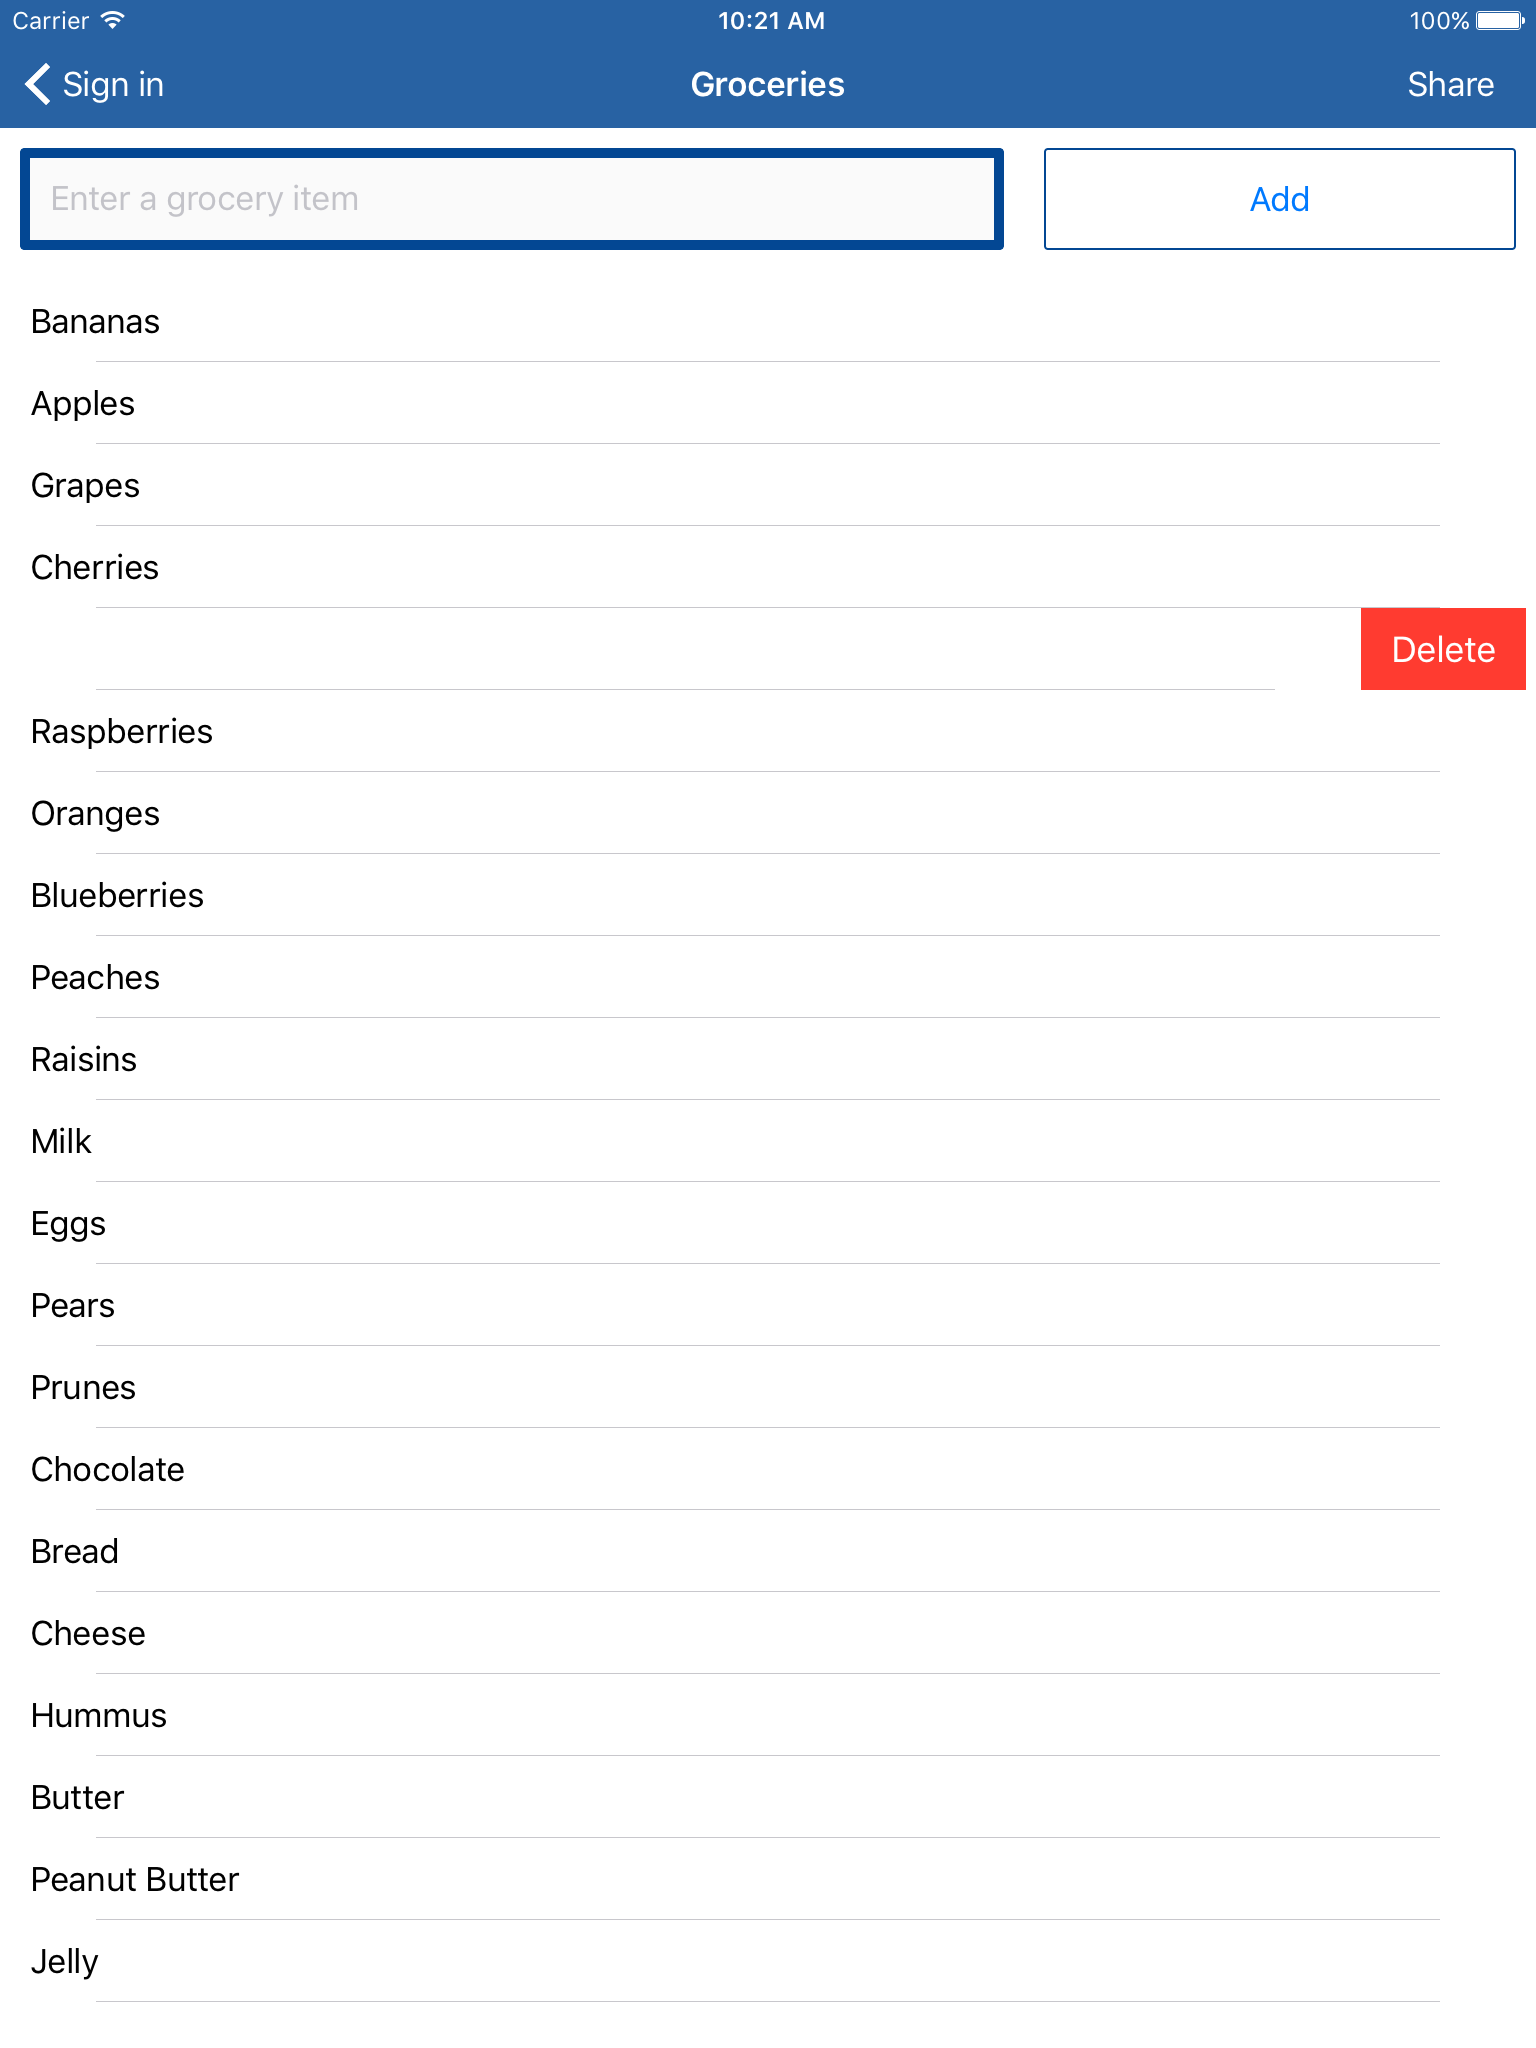 Carrier 10:21 AM 100%
Sign in Groceries Share
Enter a grocery item Add
Bananas
Apples
Grapes
Cherries
Delete
Raspberries
Oranges
Blueberries
Peaches
Raisins
Milk
Eggs
Pears
Prunes
Chocolate
Bread
Cheese
Hummus
Butter
Peanut Butter
Jelly